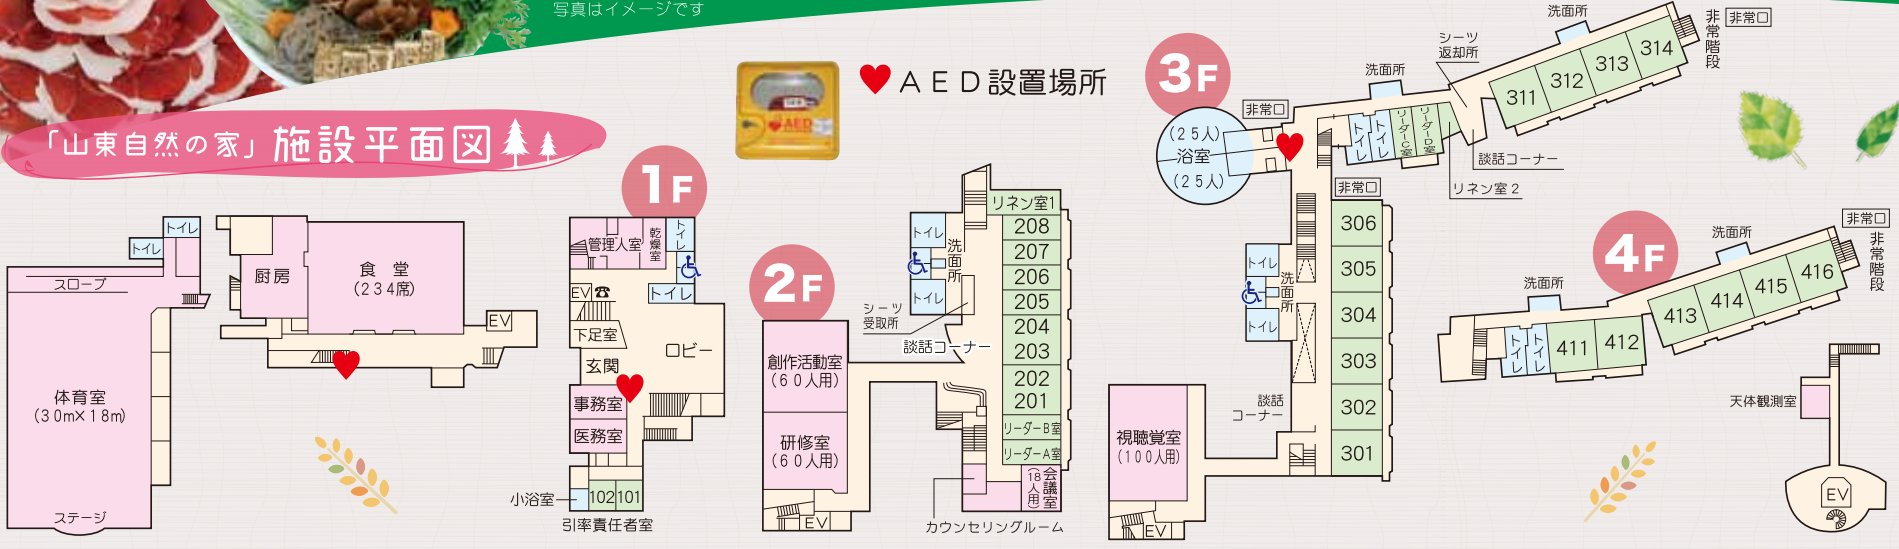 写真はイメージです
「山東自然の家」施設平面図
AED
AED設置場所
トイレ
トイレ
スロープ
体育室
(30m×18m)
ステージ
厨房
食 堂
(234席)
EV
1F
管理人室
乾燥室
トイレ
トイレ
EV
下足室
玄関
ロビー
事務室
医務室
小浴室
102
101
引率責任者室
2F
創作活動室
(60人用)
研修室
(60人用)
EV
トイレ
洗面所
トイレ
シーツ
受取所
談話コーナー
リネン室1
208
207
206
205
204
203
202
201
リーダーB室
リーダーA室
会議室
(18人用)
カウンセリングルーム
3F
非常口
(25人)
浴室
(25人)
洗面所
シーツ
返却所
洗面所
非常階段
非常口
トイレ
トイレ
リーダーC室
リーダーD室
311
312
313
314
談話コーナー
リネン室2
非常口
306
305
304
303
302
301
トイレ
洗面所
トイレ
談話
コーナー
視聴覚室
(100人用)
EV
4F
洗面所
洗面所
非常口
非常階段
トイレ
トイレ
411
412
413
414
415
416
天体観測室
EV